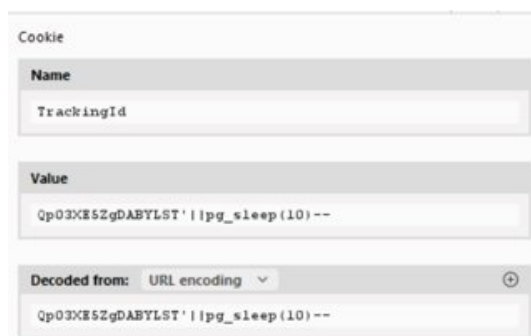 Cookie
Name
TrackingId
Value
Qp03XE5ZgDABYLST'||pg_sleep(10)--
Decoded from: URL encoding
Qp03XE5ZgDABYLST'||pg_sleep(10)--